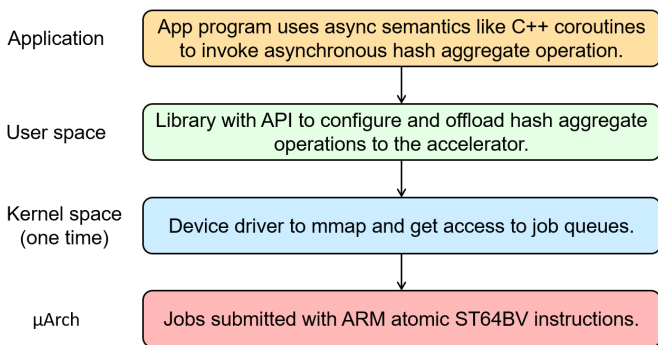 Application
App program uses async semantics like C++ coroutines
to invoke asynchronous hash aggregate operation.
User space
Library with API to configure and offload hash aggregate
operations to the accelerator.
Kernel space
(one time)
Device driver to mmap and get access to job queues.
μArch
Jobs submitted with ARM atomic ST64BV instructions.